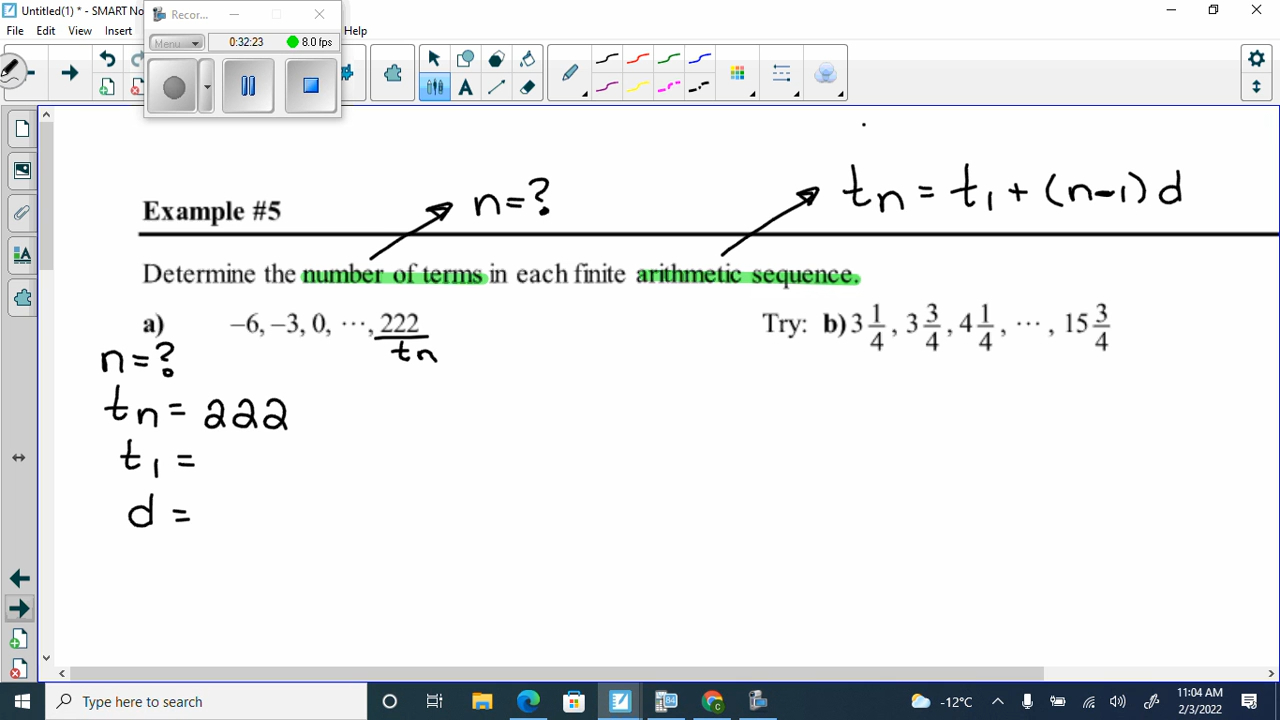 Untitled(1) * - SMART No
Recor...
File Edit View Insert Help
Menu 0:32:23 8.0 fps
tn = t1 + (n-1)d
n=?
Example #5
Determine the number of terms in each finite arithmetic sequence.
a) −6, −3, 0, ⋯, 222
Try: b) 3 1/4, 3 3/4, 4 1/4, ⋯, 15 3/4
tn
n=?
tn = 222
t1 =
d =
Type here to search
-12°C
11:04 AM
2/3/2022